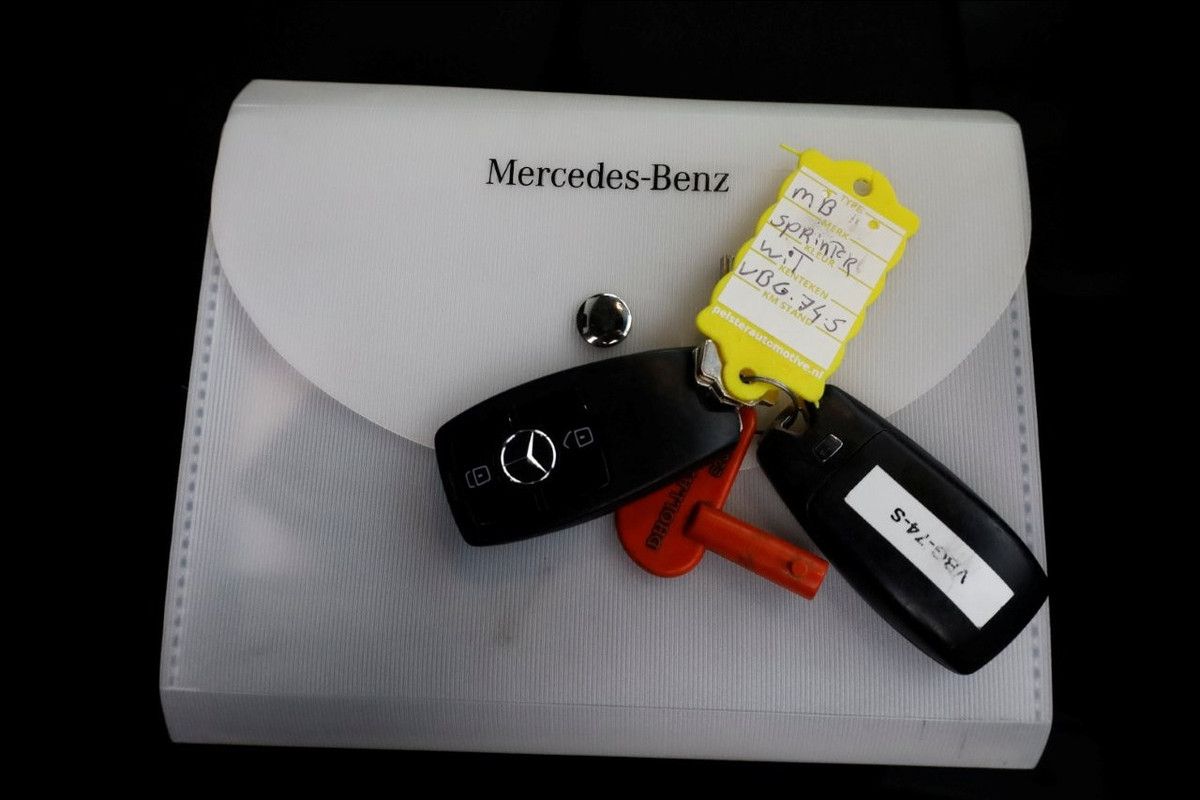 Mercedes-Benz
TYPE
MB
MERK
SPRINTER
KLEUR
WiT
KENTEKEN
VBG.74-S
KM STAND
pelsterautomotive.nl
VBG-74-S